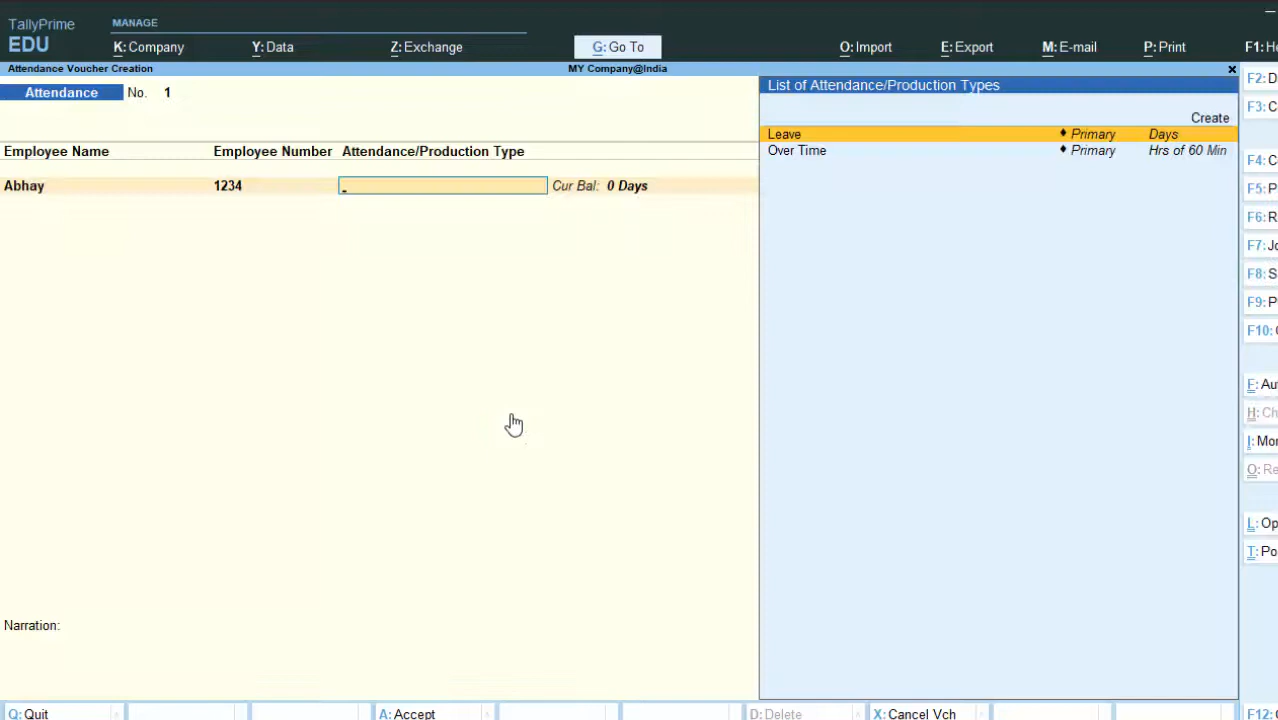 TallyPrime
EDU
MANAGE
K: Company
Y: Data
Z: Exchange
G: Go To
O: Import
E: Export
M: E-mail
P: Print
F1: He
Attendance Voucher Creation
MY Company@India
Attendance No. 1
Employee Name Employee Number Attendance/Production Type
Abhay 1234 Cur Bal: 0 Days
Narration:
List of Attendance/Production Types
Create
Leave ♦ Primary Days
Over Time ♦ Primary Hrs of 60 Min
F2: D
F3: C
F4: C
F5: P
F6: R
F7: Jo
F8: S
F9: P
F10:
F: Au
H: Ch
I: Mor
O: Re
L: Op
T: Po
F12:
Q: Quit
A: Accept
D: Delete
X: Cancel Vch